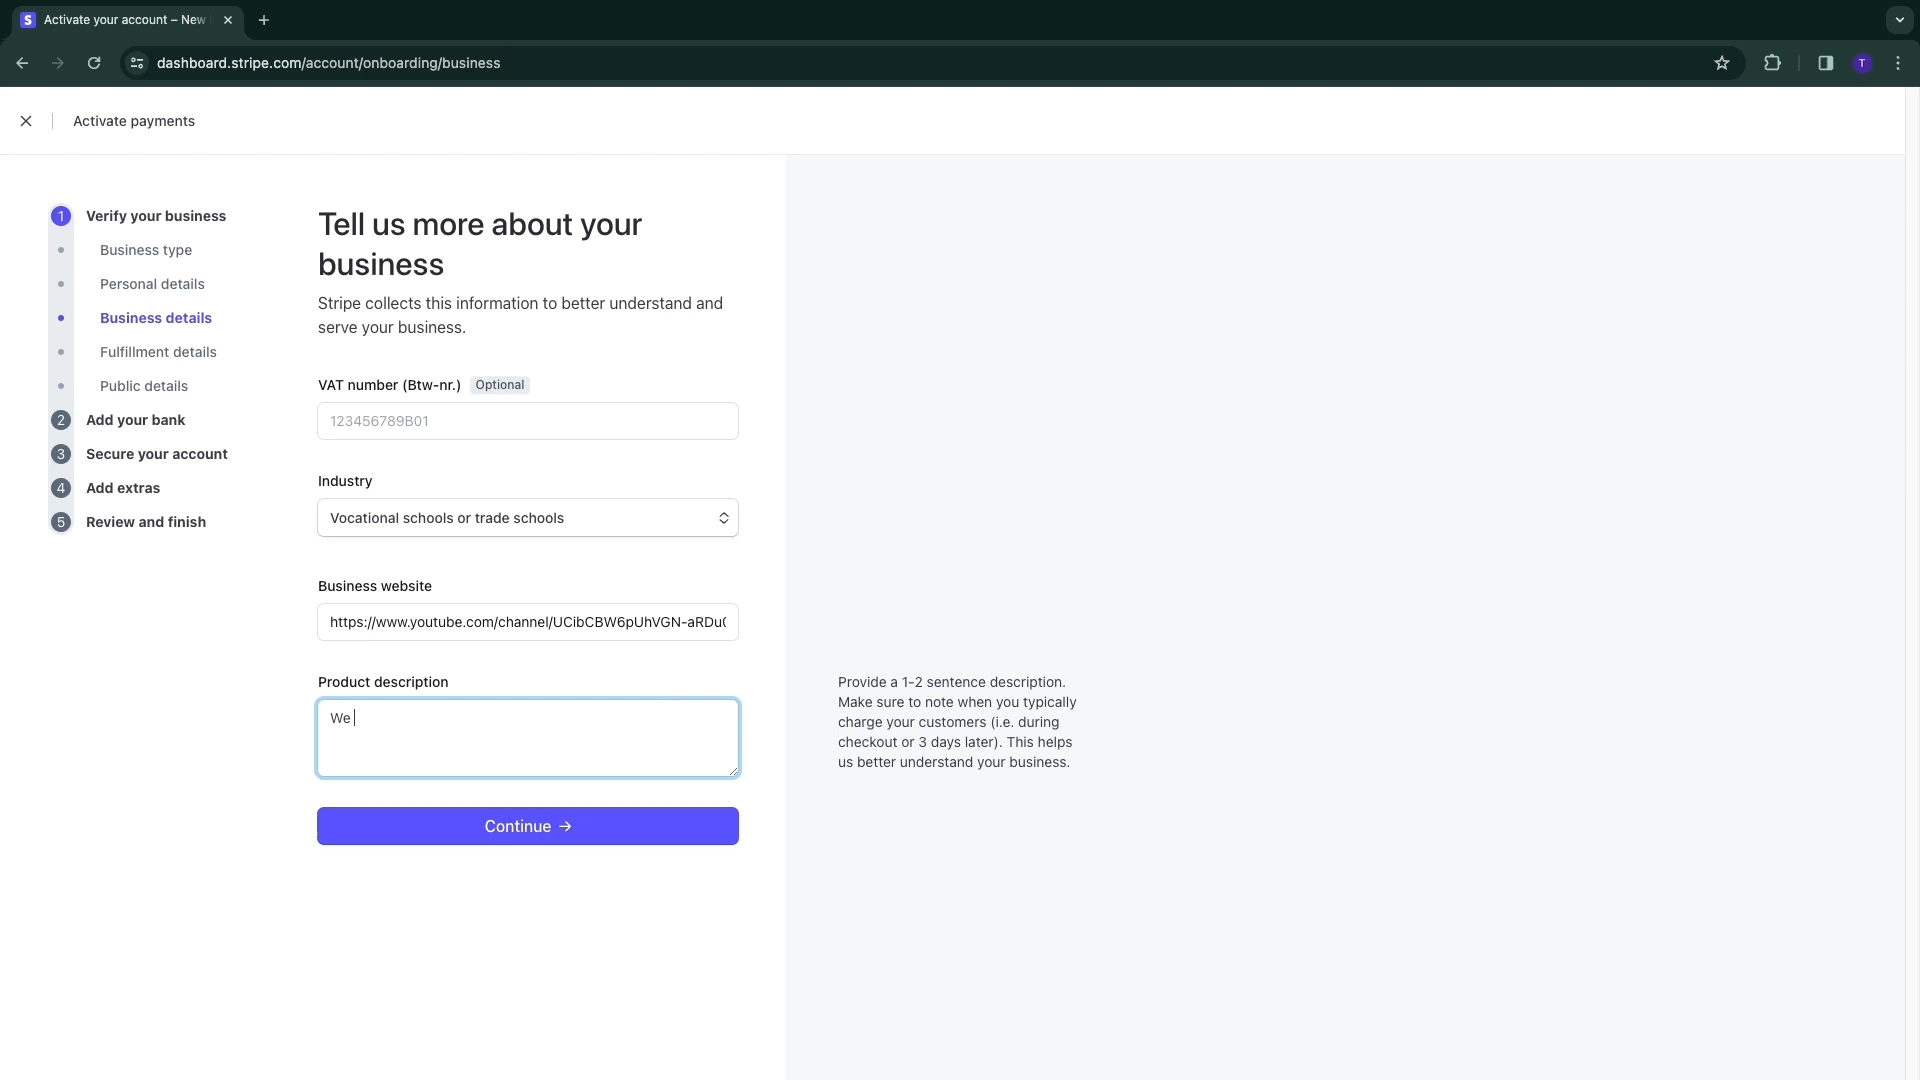 Activate your account – New
dashboard.stripe.com/account/onboarding/business
T
Activate payments
1 Verify your business
Business type
Personal details
Business details
Fulfillment details
Public details
2 Add your bank
3 Secure your account
4 Add extras
5 Review and finish
Tell us more about your
business
Stripe collects this information to better understand and
serve your business.
VAT number (Btw-nr.) Optional
123456789B01
Industry
Vocational schools or trade schools
Business website
https://www.youtube.com/channel/UCibCBW6pUhVGN-aRDu
Product description
We
Provide a 1-2 sentence description.
Make sure to note when you typically
charge your customers (i.e. during
checkout or 3 days later). This helps
us better understand your business.
Continue →